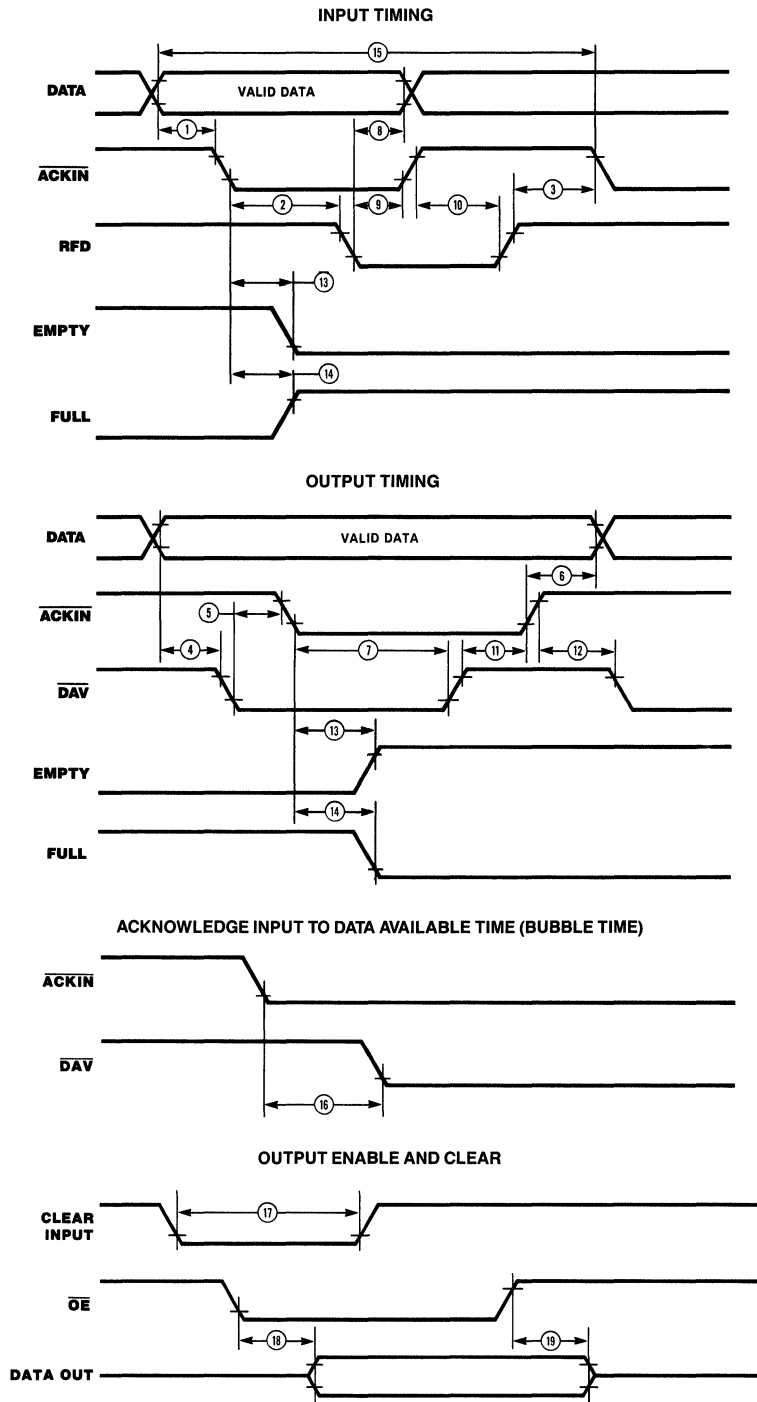 INPUT TIMING
15
DATA
VALID DATA
1
8
ACKIN
2
9
10
3
RFD
13
EMPTY
14
FULL
OUTPUT TIMING
DATA
VALID DATA
6
ACKIN
5
4
7
11
12
DAV
13
EMPTY
14
FULL
ACKNOWLEDGE INPUT TO DATA AVAILABLE TIME (BUBBLE TIME)
ACKIN
DAV
16
OUTPUT ENABLE AND CLEAR
CLEAR
INPUT
17
OE
18
19
DATA OUT